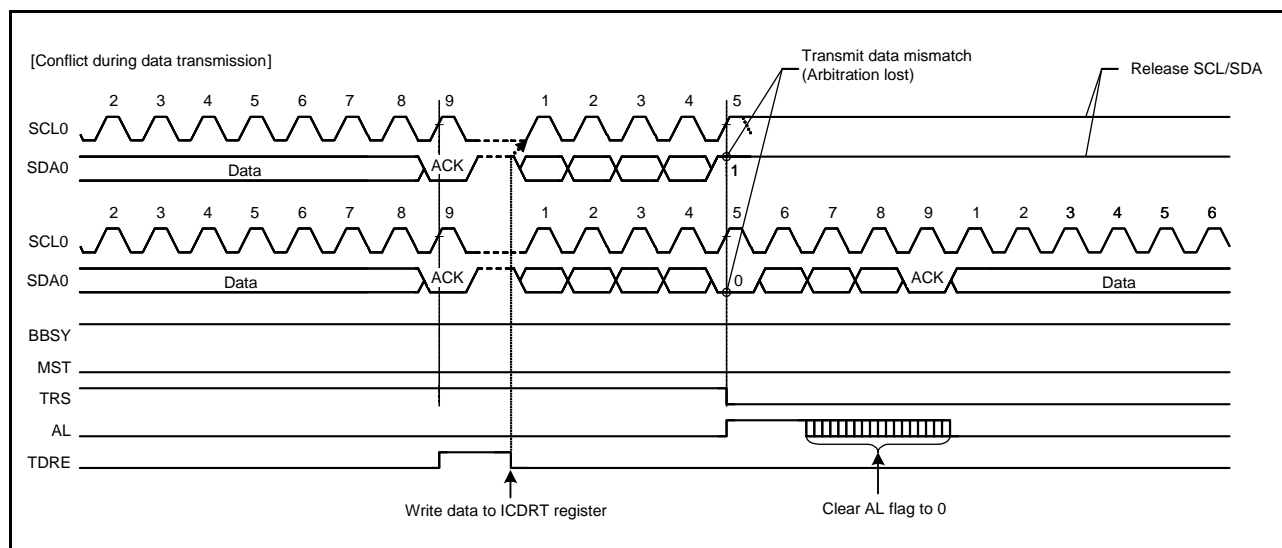 [Conflict during data transmission]
Transmit data mismatch
(Arbitration lost)
Release SCL/SDA
2 3 4 5 6 7 8 9 1 2 3 4 5
SCL0
SDA0 Data ACK 1
2 3 4 5 6 7 8 9 1 2 3 4 5 6 7 8 9 1 2 3 4 5 6
SCL0
SDA0 Data ACK 0 ACK Data
BBSY
MST
TRS
AL
TDRE
Write data to ICDRT register
Clear AL flag to 0